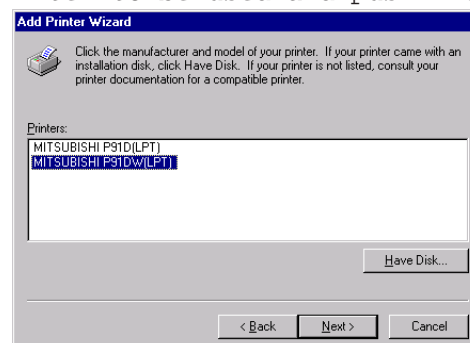 Add Printer Wizard
Click the manufacturer and model of your printer. If your printer came with an
installation disk, click Have Disk. If your printer is not listed, consult your
printer documentation for a compatible printer.
Printers:
MITSUBISHI P91D(LPT)
MITSUBISHI P91DW(LPT)
Have Disk...
< Back Next > Cancel